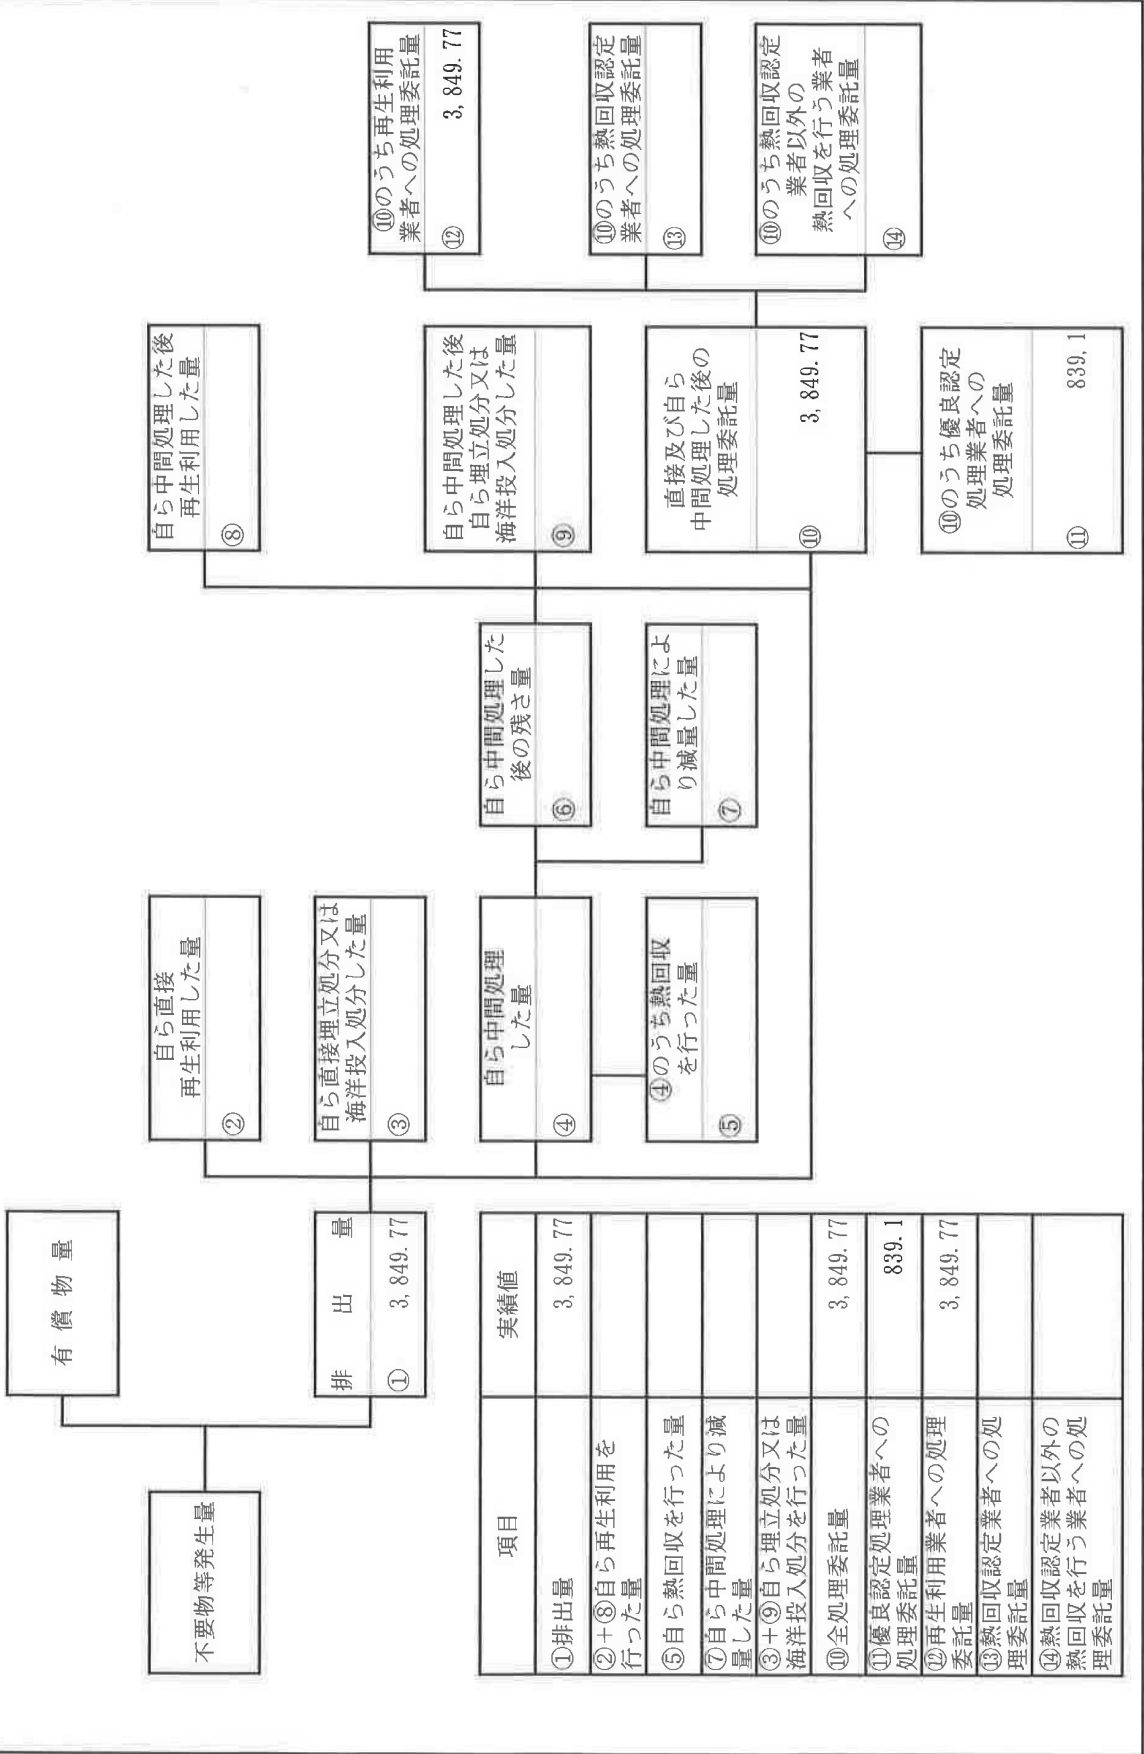 有償物量
不要物等発生量
排出量
① 3,849.77
自ら直接
再生利用した量
②
自ら直接埋立処分又は
海洋投入処分した量
③
自ら中間処理
した量
④
④のうち熱回収
を行った量
⑤
自ら中間処理した
後の残さ量
⑥
自ら中間処理によ
り減量した量
⑦
自ら中間処理した後
再生利用した量
⑧
自ら中間処理した後
自ら埋立処分又は
海洋投入処分した量
⑨
直接及び自ら
中間処理した後の
処理委託量
⑩ 3,849.77
⑩のうち優良認定
処理業者への
処理委託量
⑪ 839,1
⑩のうち再生利用
業者への処理委託量
⑫ 3,849.77
⑩のうち熱回収認定
業者への処理委託量
⑬
⑩のうち熱回収認定
業者以外の
熱回収を行う業者
への処理委託量
⑭
項目 実績値
①排出量 3,849.77
②+⑧自ら再生利用を
行った量
⑤自ら熱回収を行った量
⑦自ら中間処理により減
量した量
③+⑨自ら埋立処分又は
海洋投入処分を行った量
⑩全処理委託量 3,849.77
⑪優良認定処理業者への
処理委託量 839.1
⑫再生利用業者への処理
委託量 3,849.77
⑬熱回収認定業者への処
理委託量
⑭熱回収認定業者以外の
熱回収を行う業者への処
理委託量